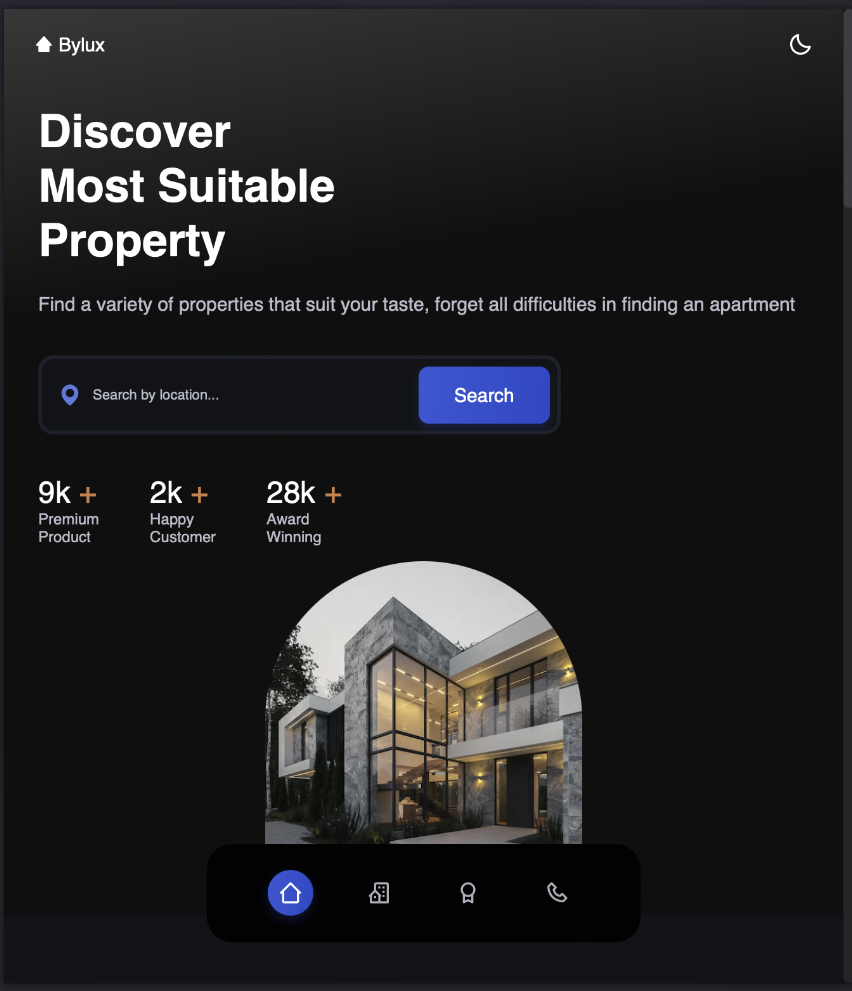 Bylux
Discover
Most Suitable
Property
Find a variety of properties that suit your taste, forget all difficulties in finding an apartment
Search by location...
Search
9k +
Premium
Product
2k +
Happy
Customer
28k +
Award
Winning